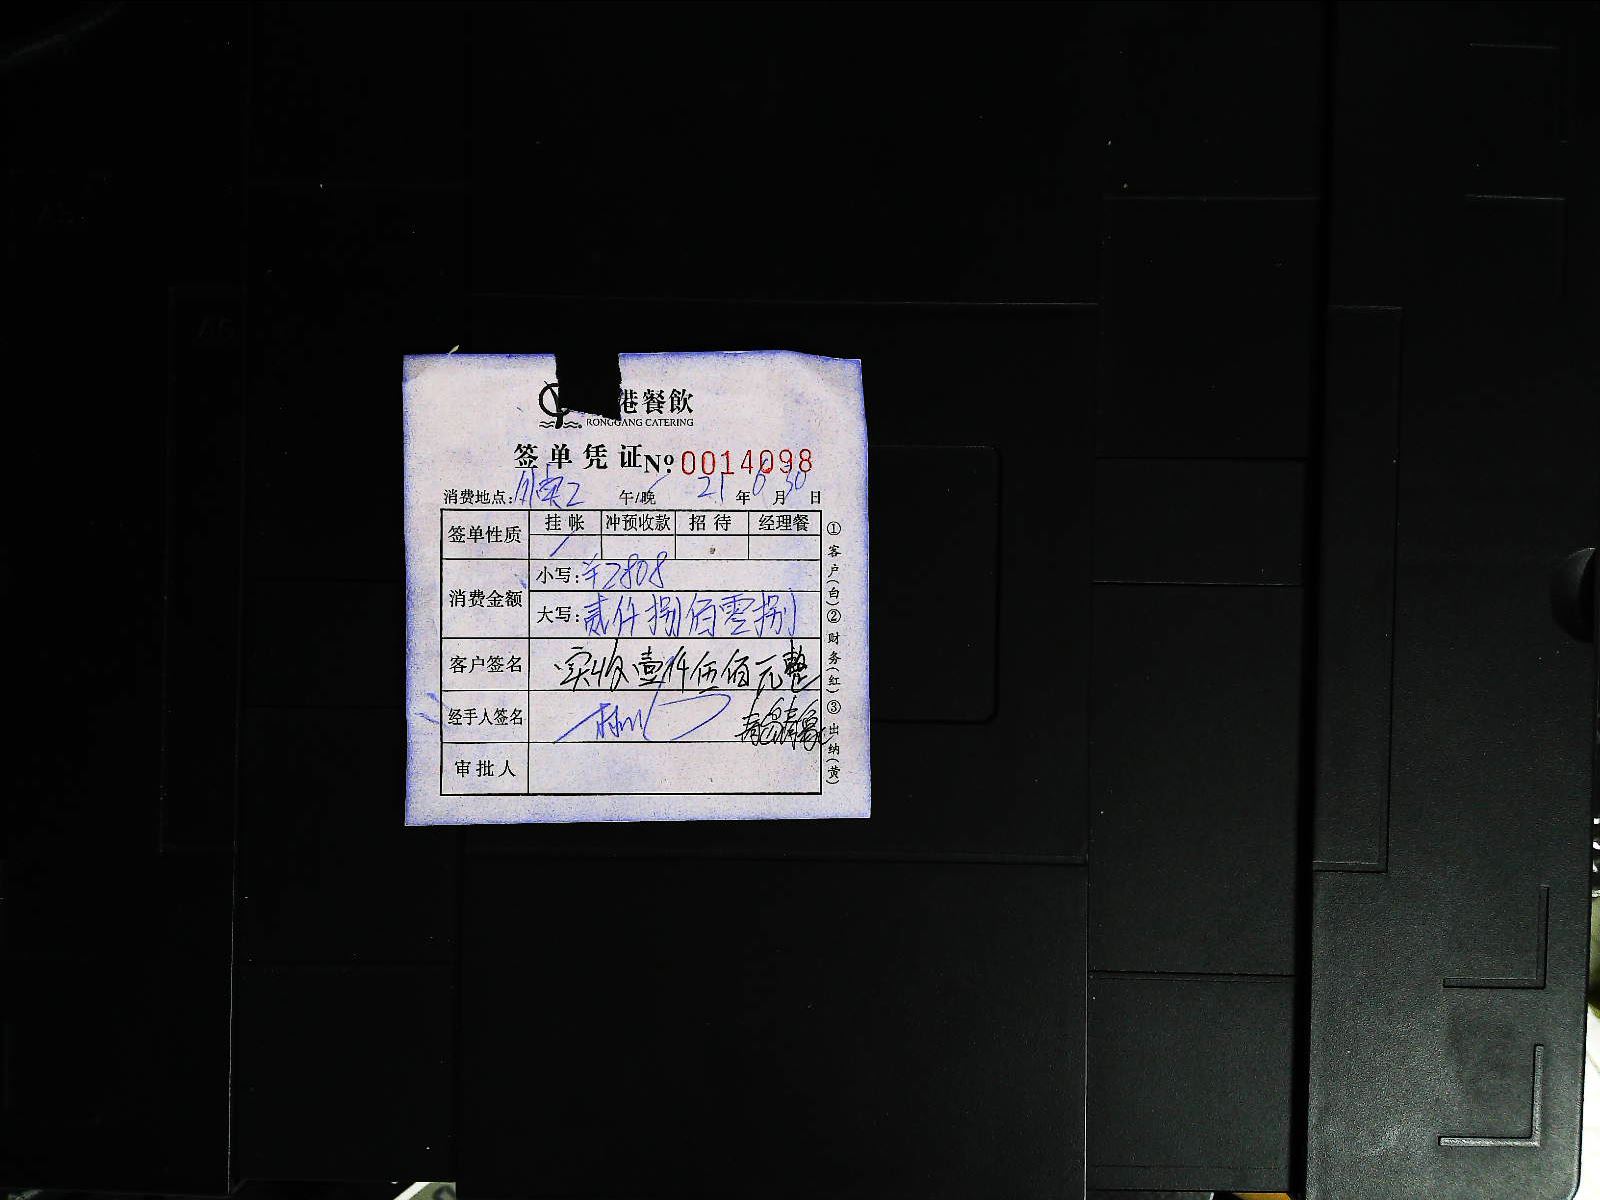 港餐飲
RONGGANG CATERING
签单凭证 № 0014098
消费地点: 2 午/晚 21 年 6 月 30 日
签单性质 挂帐 冲预收款 招待 经理餐
消费金额 小写: ¥2808
大写: 贰仟捌佰零捌
客户签名 实收壹仟伍佰元整
经手人签名
审批人
①客户(白)②财务(红)③出纳(黄)